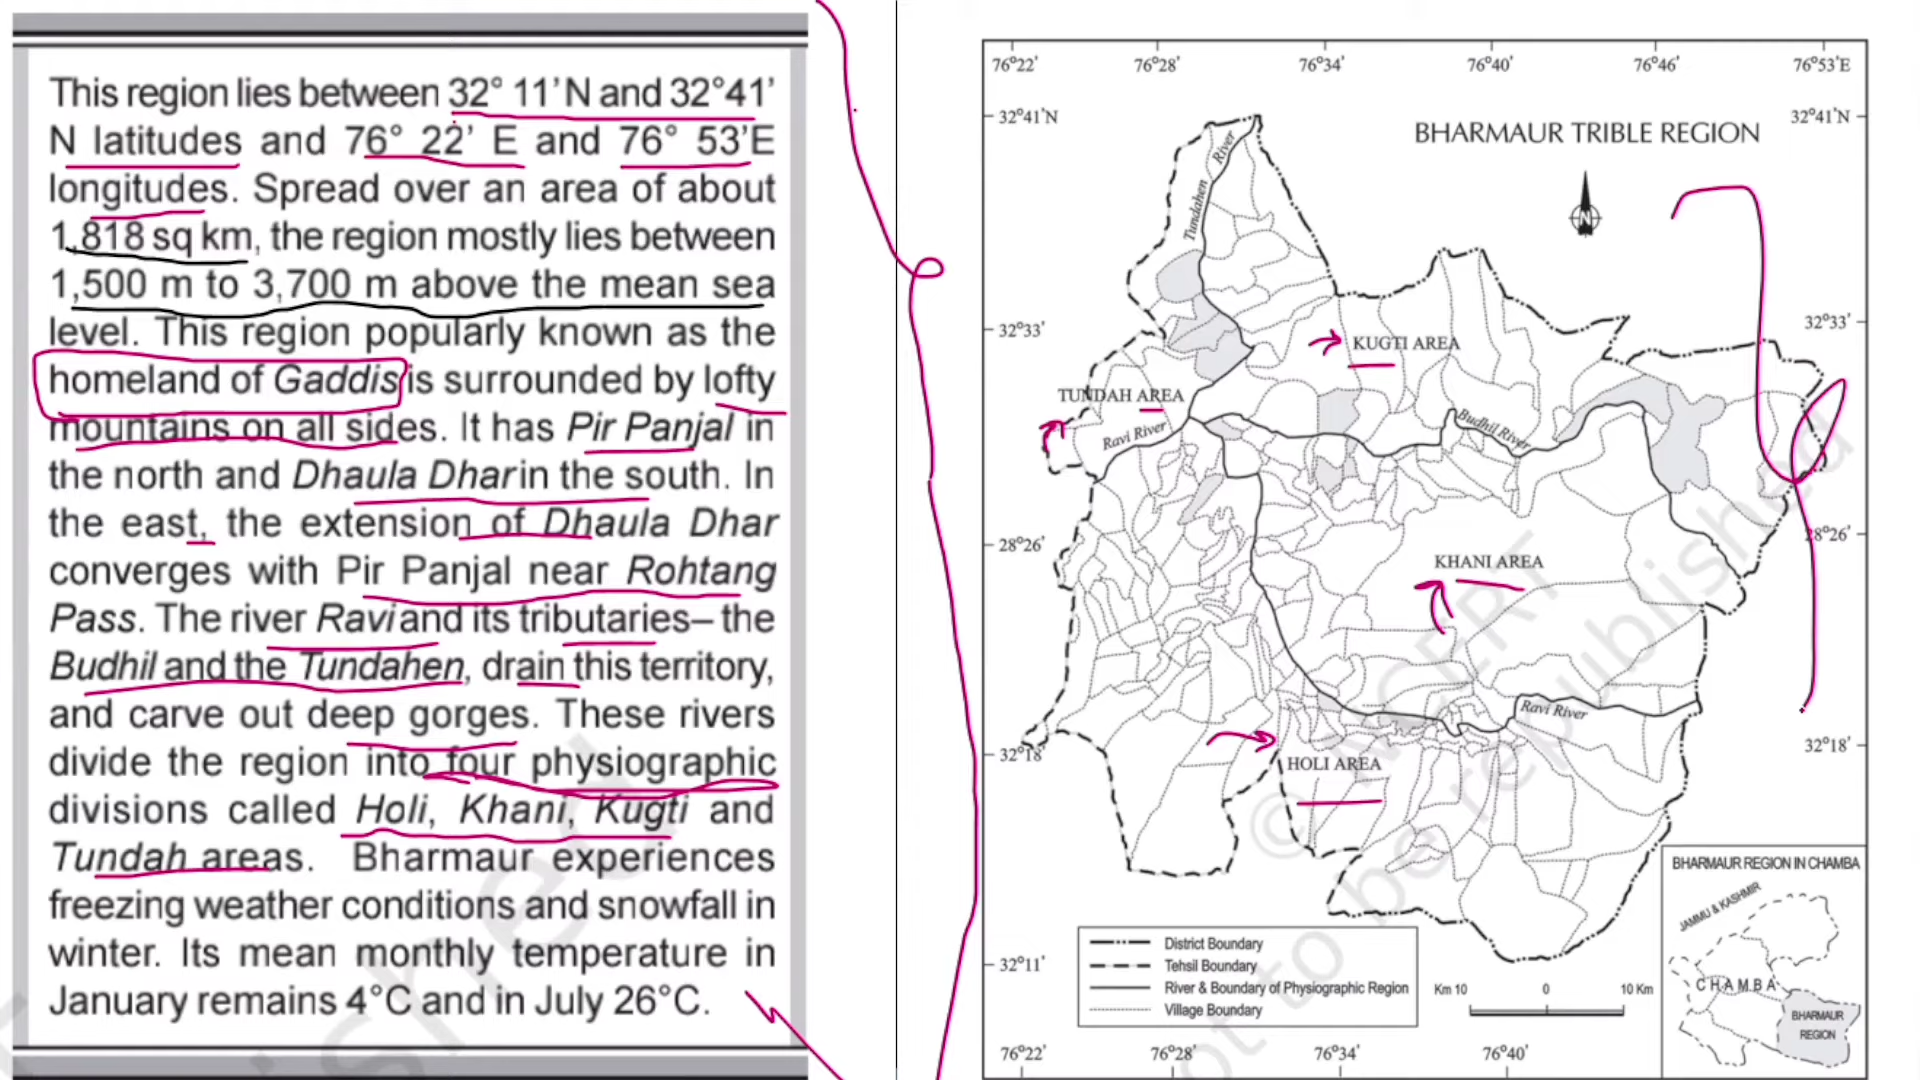 This region lies between 32° 11'N and 32°41'
N latitudes and 76° 22' E and 76° 53'E
longitudes. Spread over an area of about
1,818 sq km, the region mostly lies between
1,500 m to 3,700 m above the mean sea
level. This region popularly known as the
homeland of Gaddis is surrounded by lofty
mountains on all sides. It has Pir Panjal in
the north and Dhaula Dhar in the south. In
the east, the extension of Dhaula Dhar
converges with Pir Panjal near Rohtang
Pass. The river Ravi and its tributaries– the
Budhil and the Tundahen, drain this territory,
and carve out deep gorges. These rivers
divide the region into four physiographic
divisions called Holi, Khani, Kugti and
Tundah areas. Bharmaur experiences
freezing weather conditions and snowfall in
winter. Its mean monthly temperature in
January remains 4°C and in July 26°C.
shed
76°22' 76°28' 76°34' 76°40' 76°46' 76°53'E
32°41'N 32°41'N
BHARMAUR TRIBLE REGION
Tundahen River
N
32°33' 32°33'
KUGTI AREA
TUNDAH AREA
Ravi River
Budhil River
28°26' 28°26'
KHANI AREA
Ravi River
32°18' 32°18'
HOLI AREA
© NCERT
not to be republished
BHARMAUR REGION IN CHAMBA
JAMMU & KASHMIR
CHAMBA
BHARMAUR
REGION
District Boundary
Tehsil Boundary
River & Boundary of Physiographic Region
Village Boundary
32°11'
Km 10 0 10 Km
76°22' 76°28' 76°34' 76°40'